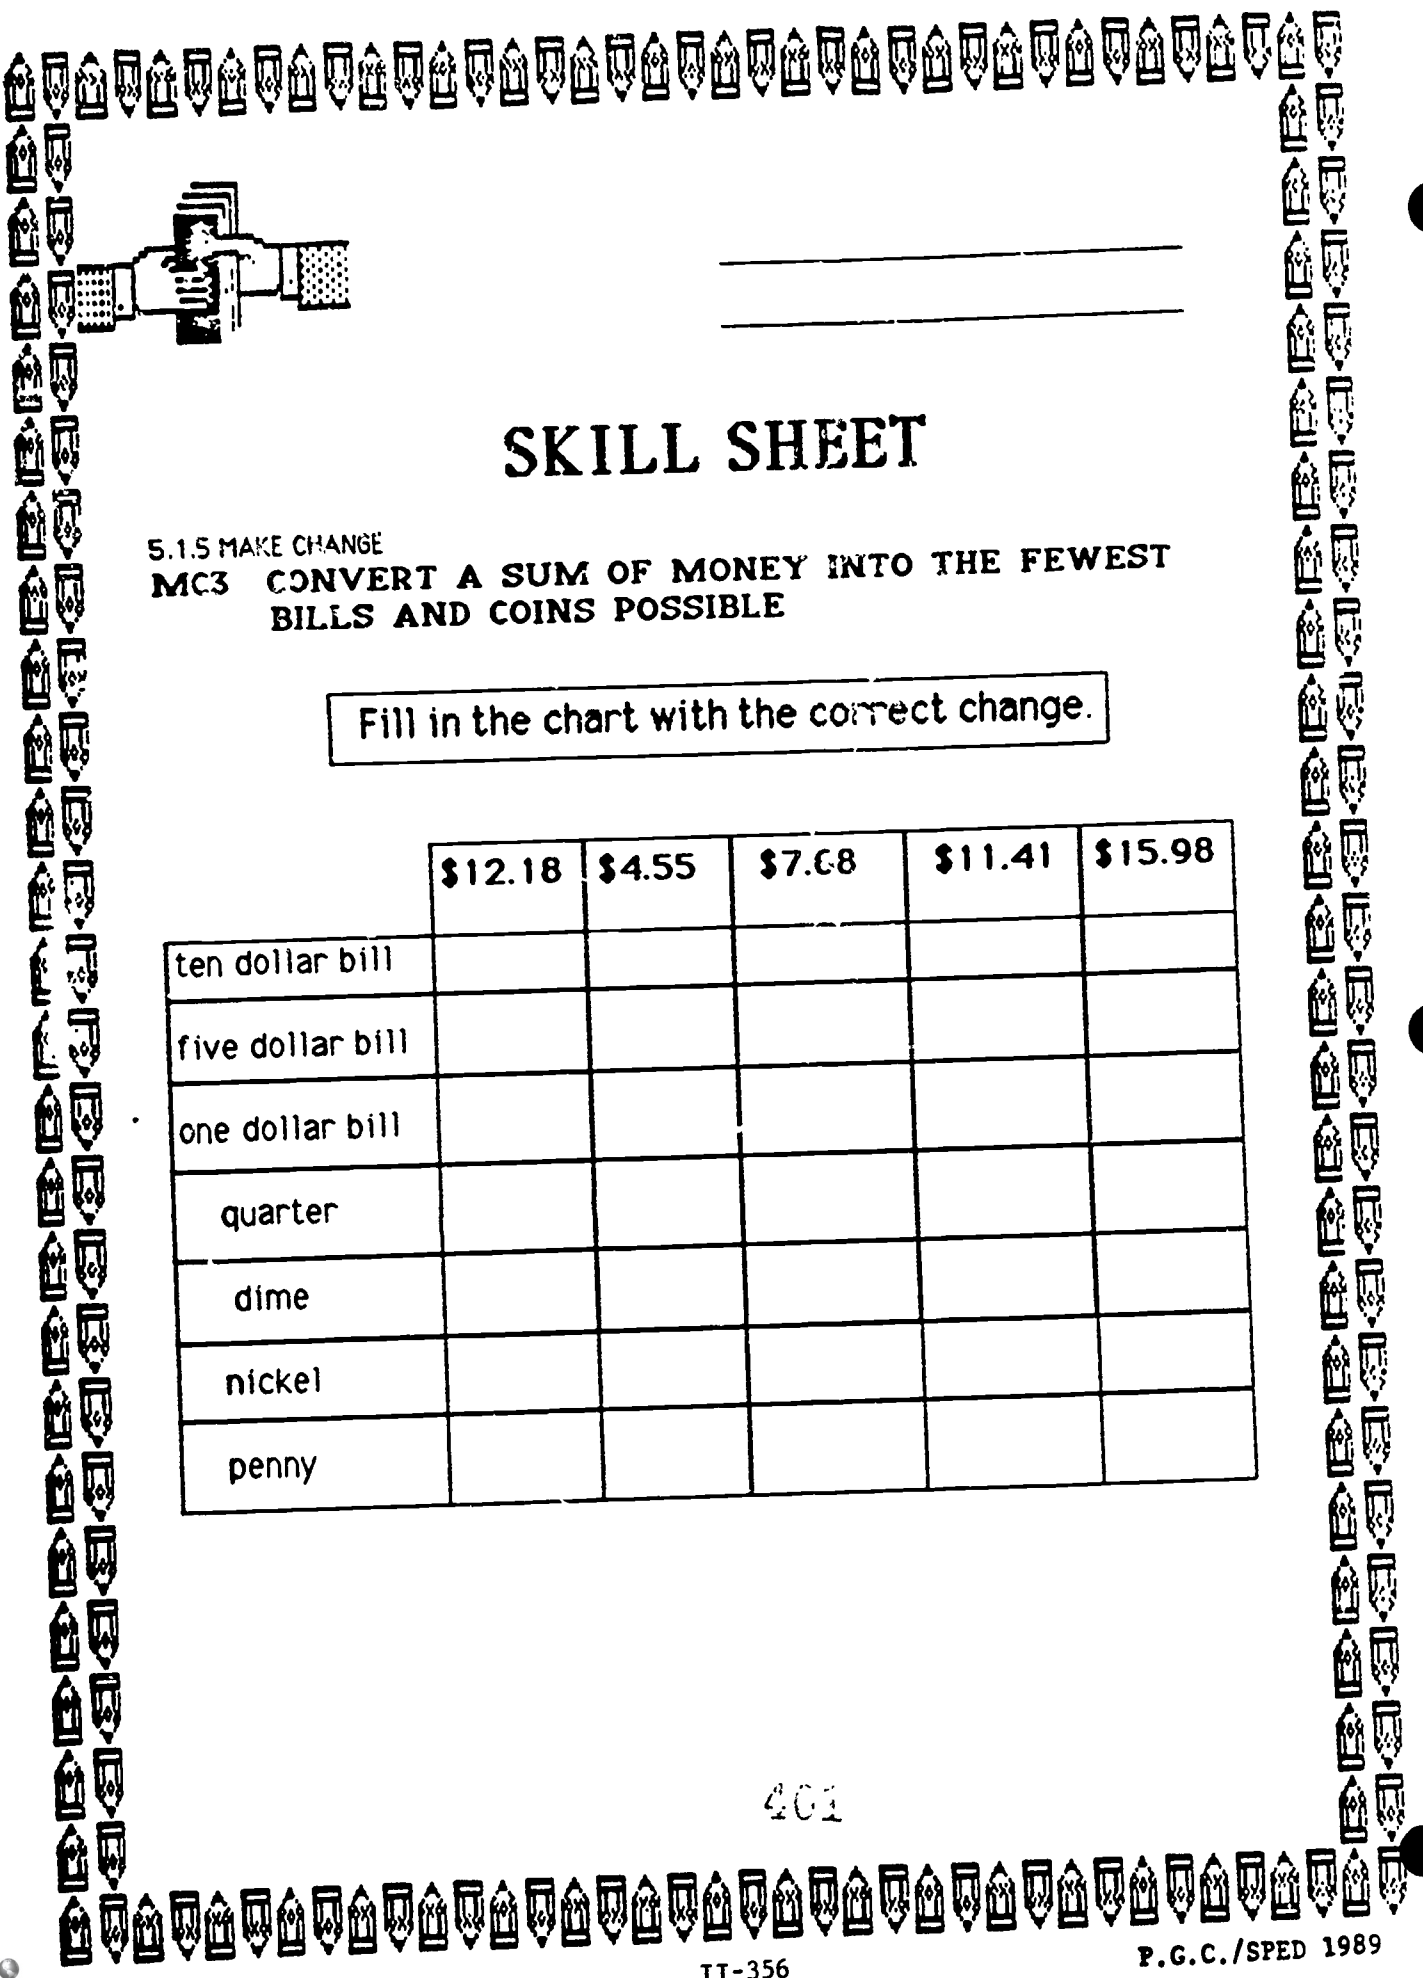 SKILL SHEET
5.1.5 MAKE CHANGE
MC3 CONVERT A SUM OF MONEY INTO THE FEWEST
BILLS AND COINS POSSIBLE
Fill in the chart with the correct change.
$12.18 $4.55 $11.41 $15.98
ten dollar bill
five dollar bill
one dollar bill
quarter
dime
nickel
penny
401
II-356
P.G.C./SPED 1989